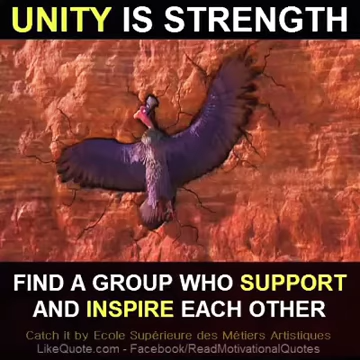 UNITY IS STRENGTH
FIND A GROUP WHO SUPPORT
AND INSPIRE EACH OTHER
Catch it by Ecole Supérieure des Métiers Artistiques
LikeQuote.com - Facebook/ReadMotivationalQuotes